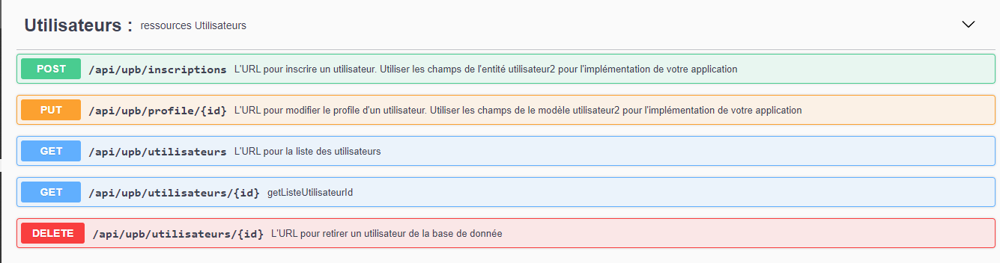 Utilisateurs : ressources Utilisateurs
POST /api/upb/inscriptions L'URL pour inscrire un utilisateur. Utiliser les champs de l'entité utilisateur2 pour l'implémentation de votre application
PUT /api/upb/profile/{id} L'URL pour modifier le profile d'un utilisateur. Utiliser les champs de le modèle utilisateur2 pour l'implémentation de votre application
GET /api/upb/utilisateurs L'URL pour la liste des utilisateurs
GET /api/upb/utilisateurs/{id} getListeUtilisateurId
DELETE /api/upb/utilisateurs/{id} L'URL pour retirer un utilisateur de la base de donnée